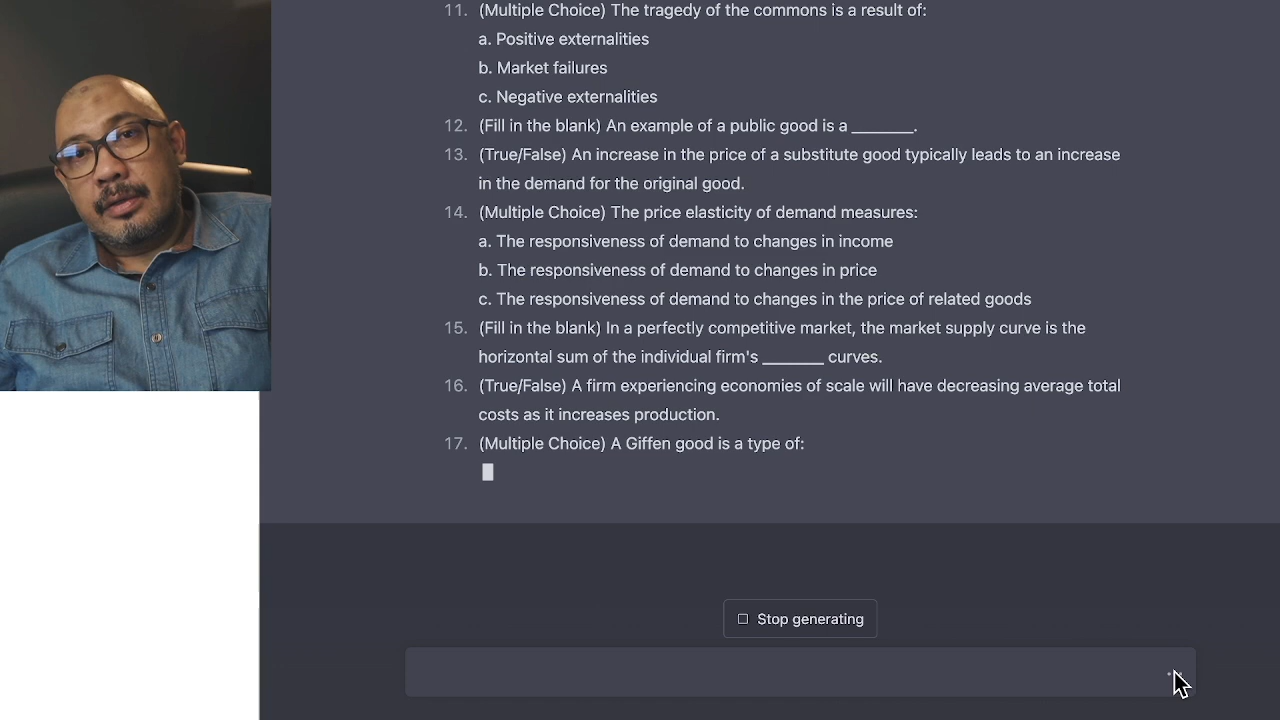 11. (Multiple Choice) The tragedy of the commons is a result of:
a. Positive externalities
b. Market failures
c. Negative externalities
12. (Fill in the blank) An example of a public good is a ________.
13. (True/False) An increase in the price of a substitute good typically leads to an increase
in the demand for the original good.
14. (Multiple Choice) The price elasticity of demand measures:
a. The responsiveness of demand to changes in income
b. The responsiveness of demand to changes in price
c. The responsiveness of demand to changes in the price of related goods
15. (Fill in the blank) In a perfectly competitive market, the market supply curve is the
horizontal sum of the individual firm's ________ curves.
16. (True/False) A firm experiencing economies of scale will have decreasing average total
costs as it increases production.
17. (Multiple Choice) A Giffen good is a type of:
Stop generating